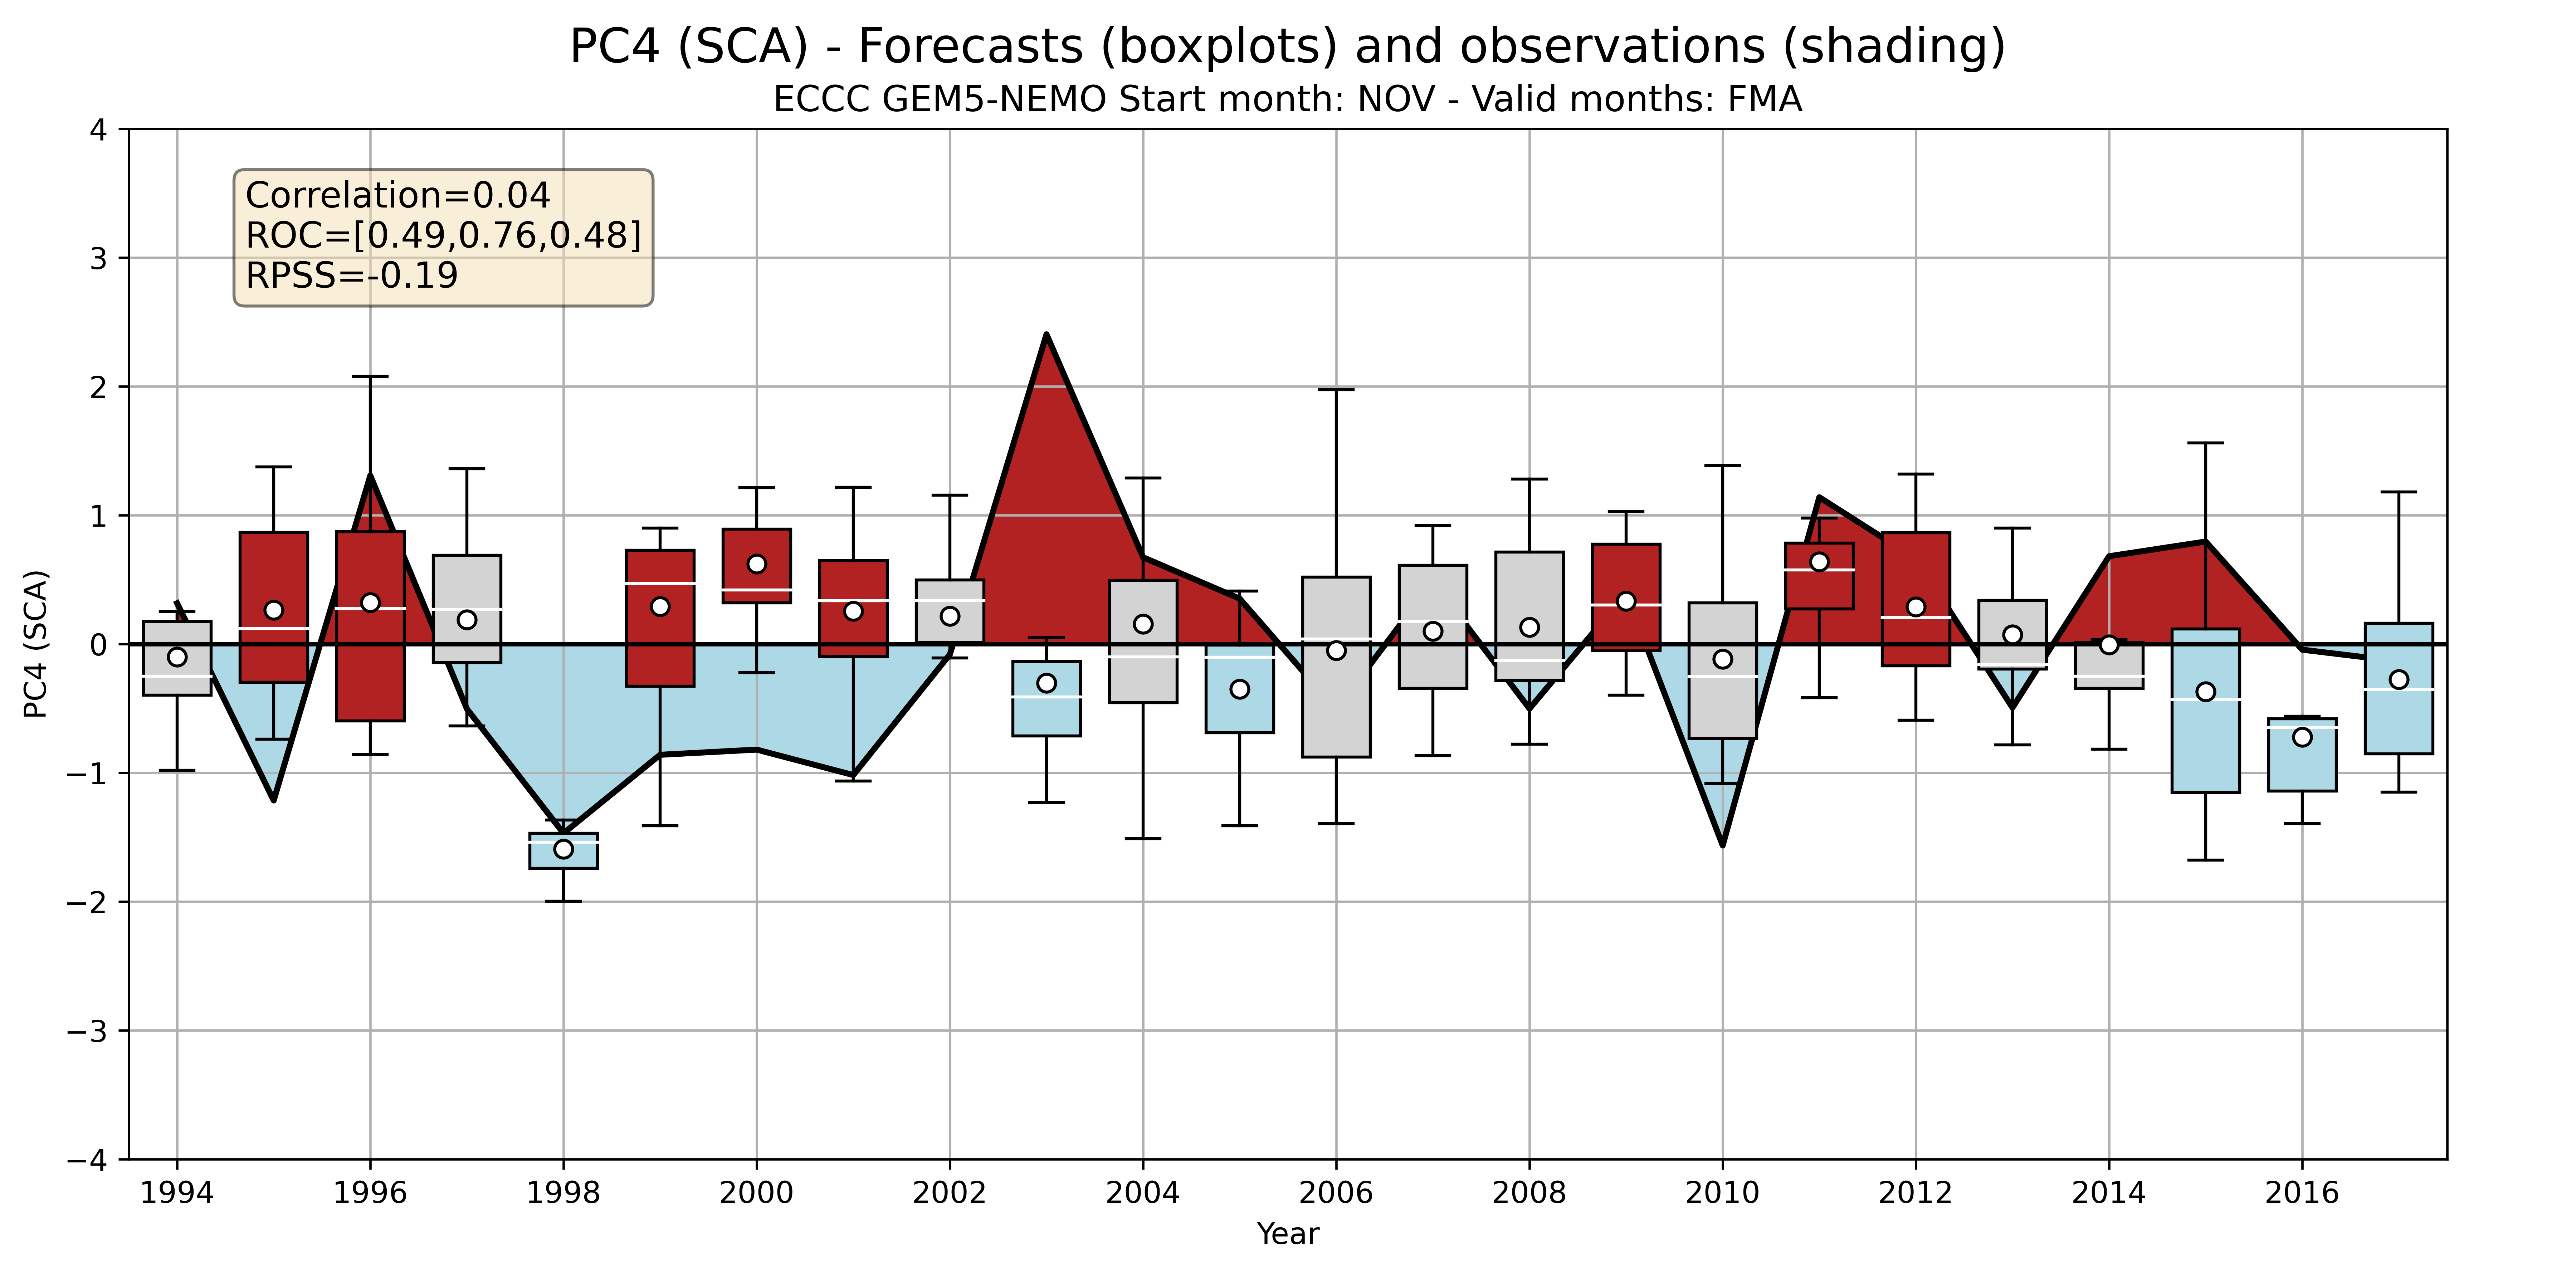 PC4 (SCA) - Forecasts (boxplots) and observations (shading)
ECCC GEM5-NEMO Start month: NOV - Valid months: FMA
Correlation=0.04
ROC=[0.49,0.76,0.48]
RPSS=-0.19
PC4 (SCA)
4
3
2
1
0
−1
−2
−3
−4
1994 1996 1998 2000 2002 2004 2006 2008 2010 2012 2014 2016
Year